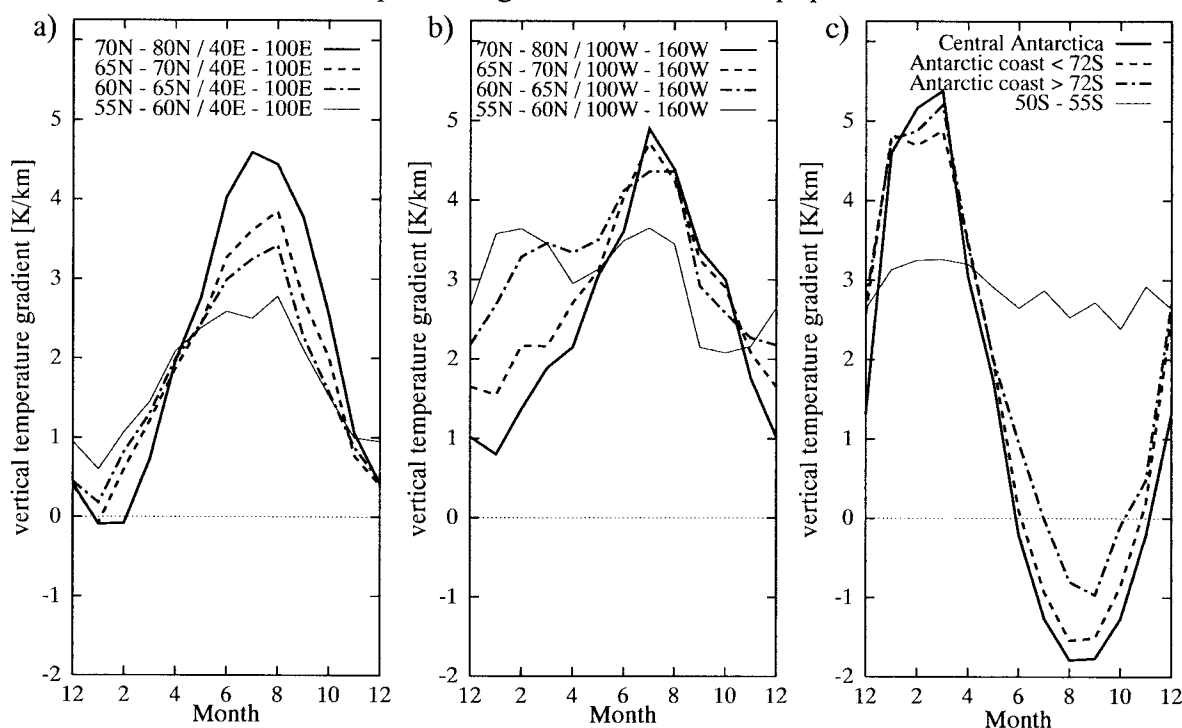 a)
70N - 80N / 40E - 100E
65N - 70N / 40E - 100E
60N - 65N / 40E - 100E
55N - 60N / 40E - 100E
vertical temperature gradient [K/km]
5
4
3
2
1
0
-1
-2
12 2 4 6 8 10 12
Month
b)
70N - 80N / 100W - 160W
65N - 70N / 100W - 160W
60N - 65N / 100W - 160W
55N - 60N / 100W - 160W
vertical temperature gradient [K/km]
5
4
3
2
1
0
-1
-2
12 2 4 6 8 10 12
Month
c)
Central Antarctica
Antarctic coast < 72S
Antarctic coast > 72S
50S - 55S
vertical temperature gradient [K/km]
5
4
3
2
1
0
-1
-2
12 2 4 6 8 10 12
Month